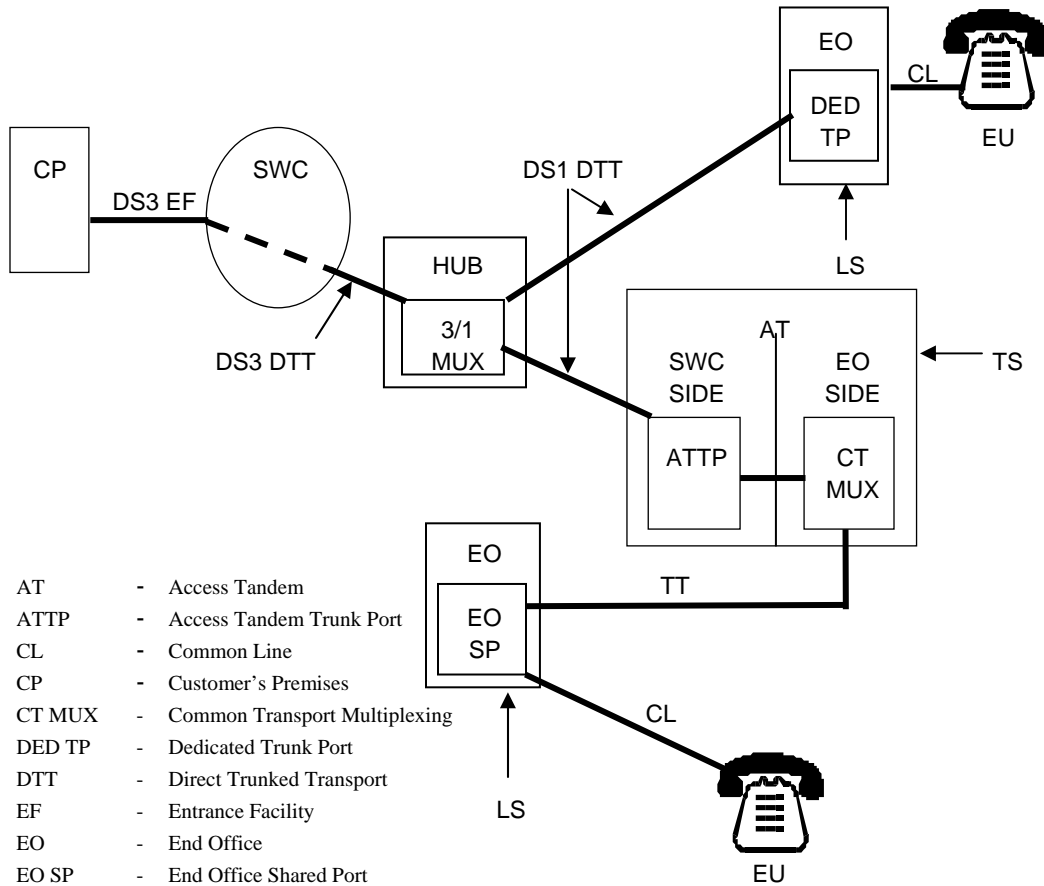 EO
CL
DED
TP
EU
CP
SWC
DS3 EF
DS1 DTT
LS
HUB
3/1
MUX
DS3 DTT
AT
SWC
SIDE
EO
SIDE
TS
ATTP
CT
MUX
EO
EO
SP
TT
CL
LS
EU
AT - Access Tandem
ATTP - Access Tandem Trunk Port
CL - Common Line
CP - Customer's Premises
CT MUX - Common Transport Multiplexing
DED TP - Dedicated Trunk Port
DTT - Direct Trunked Transport
EF - Entrance Facility
EO - End Office
EO SP - End Office Shared Port